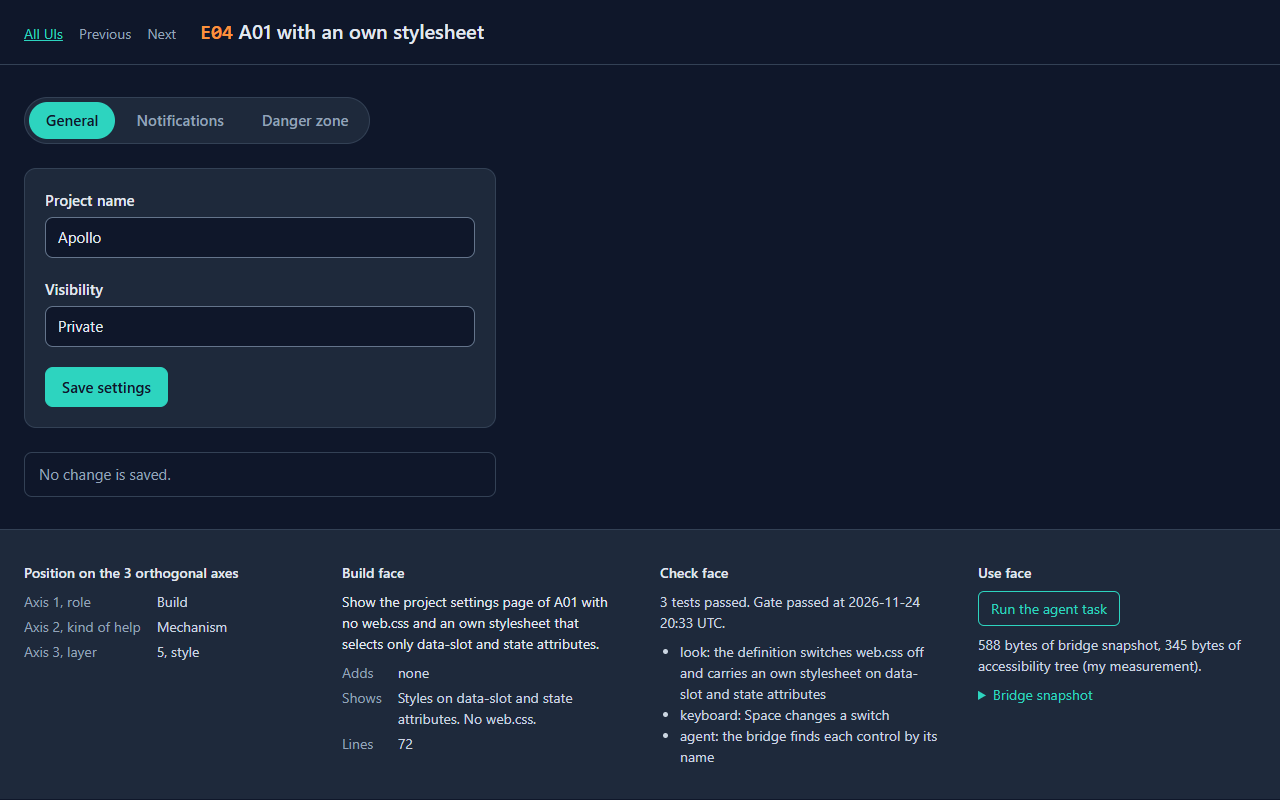 All UIs Previous Next E04 A01 with an own stylesheet
General Notifications Danger zone
Project name
Apollo
Visibility
Private
Save settings
No change is saved.
Position on the 3 orthogonal axes
Axis 1, role Build
Axis 2, kind of help Mechanism
Axis 3, layer 5, style
Build face
Show the project settings page of A01 with
no web.css and an own stylesheet that
selects only data-slot and state attributes.
Adds none
Shows Styles on data-slot and state
attributes. No web.css.
Lines 72
Check face
3 tests passed. Gate passed at 2026-11-24
20:33 UTC.
• look: the definition switches web.css off
and carries an own stylesheet on data-
slot and state attributes
• keyboard: Space changes a switch
• agent: the bridge finds each control by its
name
Use face
Run the agent task
588 bytes of bridge snapshot, 345 bytes of
accessibility tree (my measurement).
▶ Bridge snapshot